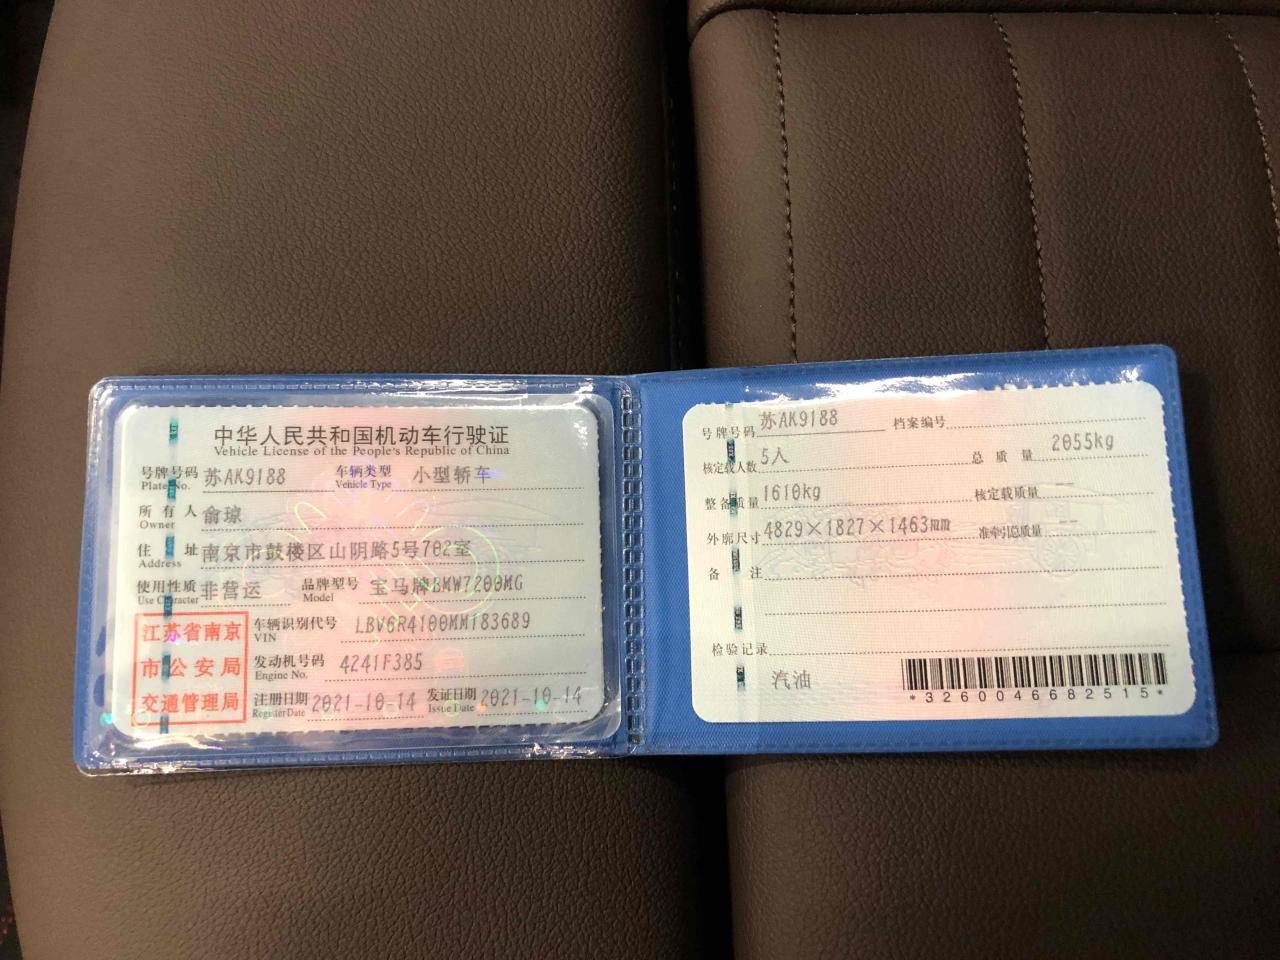 中华人民共和国机动车行驶证
Vehicle License of the People's Republic of China
号牌号码 苏AK9188 车辆类型 小型轿车
Plate No. Vehicle Type
所有人 俞琼
Owner
住址 南京市鼓楼区山阴路5号702室
Address
使用性质 非营运 品牌型号 宝马牌BMW7200MG
Use Character Model
江苏省南京
市公安局
交通管理局
车辆识别代号 LBV6R4100MM183689
VIN
发动机号码 4241F385
Engine No.
注册日期 2021-10-14 发证日期 2021-10-14
Register Date Issue Date
号牌号码 苏AK9188 档案编号
核定载人数 5人 总质量 2055kg
整备质量 1610kg 核定载质量 --
外廓尺寸 4829×1827×1463mm 准牵引总质量 --
备注
检验记录
汽油
*3260046682515*